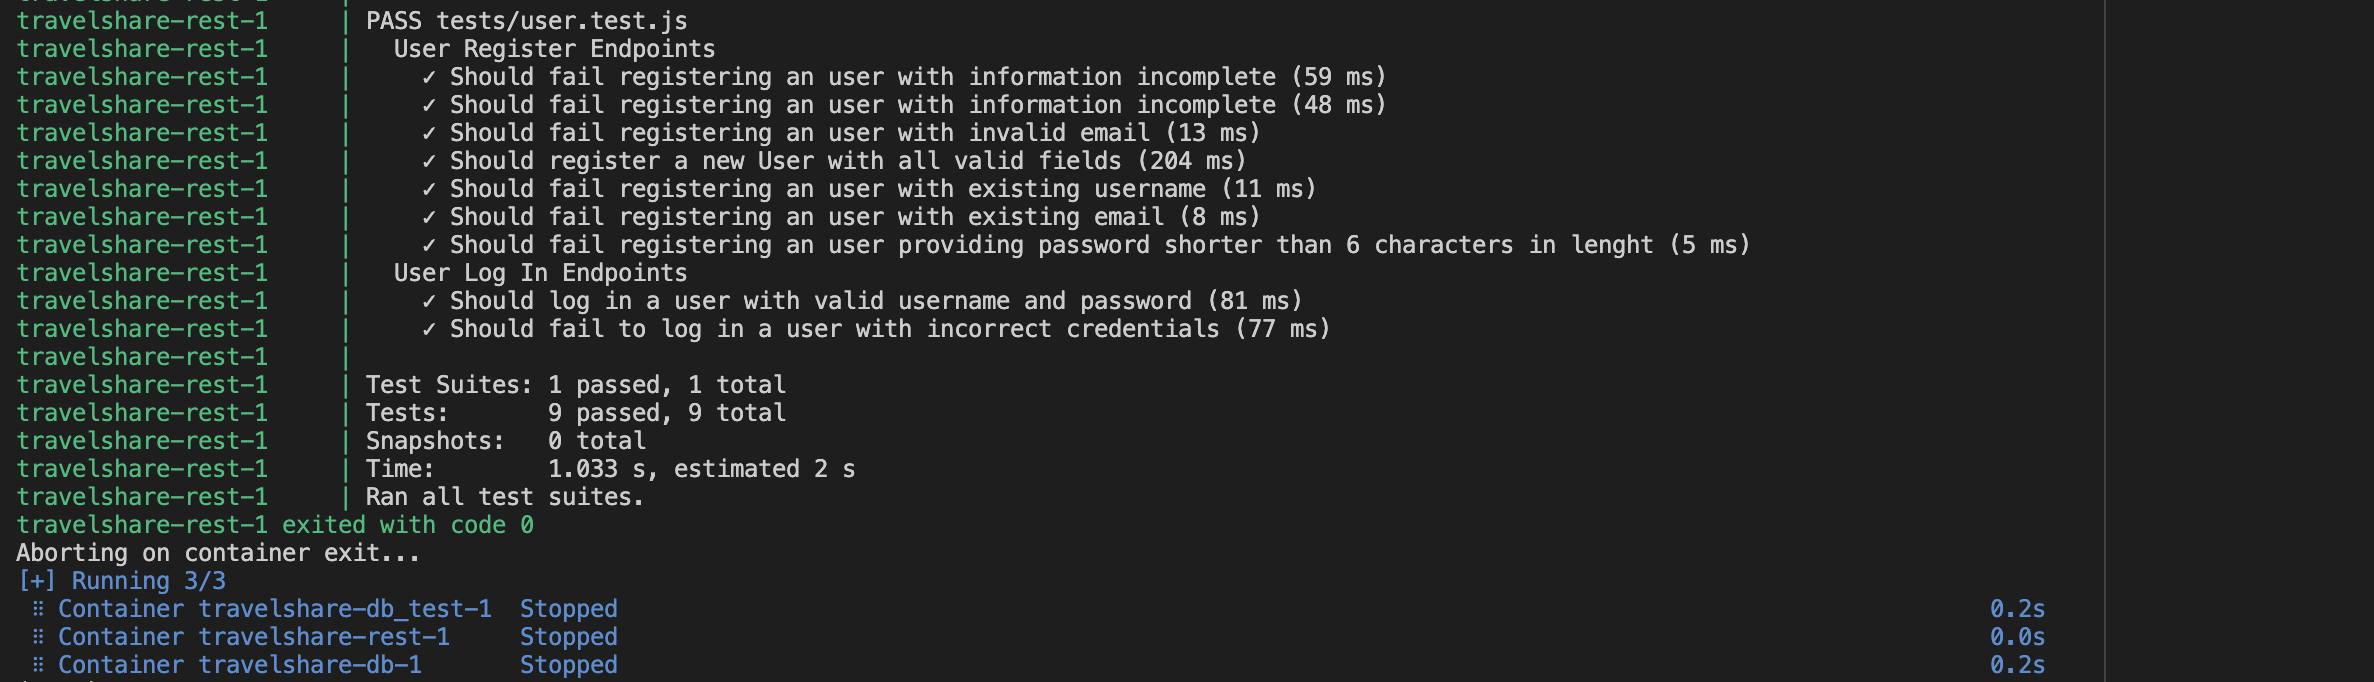 travelshare-rest-1 | PASS tests/user.test.js
travelshare-rest-1 | User Register Endpoints
travelshare-rest-1 | ✓ Should fail registering an user with information incomplete (59 ms)
travelshare-rest-1 | ✓ Should fail registering an user with information incomplete (48 ms)
travelshare-rest-1 | ✓ Should fail registering an user with invalid email (13 ms)
travelshare-rest-1 | ✓ Should register a new User with all valid fields (204 ms)
travelshare-rest-1 | ✓ Should fail registering an user with existing username (11 ms)
travelshare-rest-1 | ✓ Should fail registering an user with existing email (8 ms)
travelshare-rest-1 | ✓ Should fail registering an user providing password shorter than 6 characters in lenght (5 ms)
travelshare-rest-1 | User Log In Endpoints
travelshare-rest-1 | ✓ Should log in a user with valid username and password (81 ms)
travelshare-rest-1 | ✓ Should fail to log in a user with incorrect credentials (77 ms)
travelshare-rest-1 |
travelshare-rest-1 | Test Suites: 1 passed, 1 total
travelshare-rest-1 | Tests: 9 passed, 9 total
travelshare-rest-1 | Snapshots: 0 total
travelshare-rest-1 | Time: 1.033 s, estimated 2 s
travelshare-rest-1 | Ran all test suites.
travelshare-rest-1 exited with code 0
Aborting on container exit...
[+] Running 3/3
⠿ Container travelshare-db_test-1 Stopped 0.2s
⠿ Container travelshare-rest-1 Stopped 0.0s
⠿ Container travelshare-db-1 Stopped 0.2s